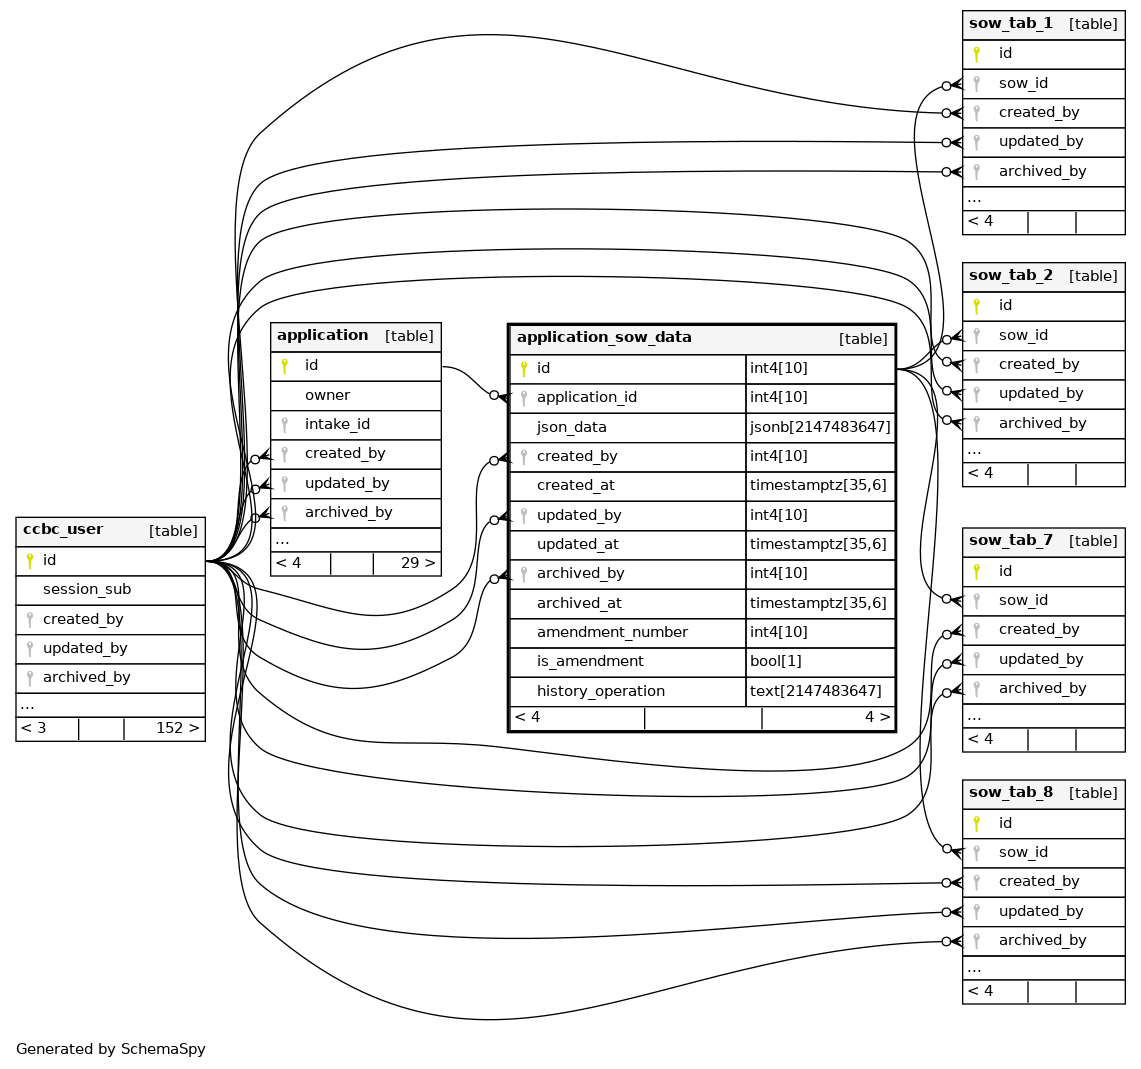 sow_tab_1 [table]
id
sow_id
created_by
updated_by
archived_by
...
< 4
sow_tab_2 [table]
id
sow_id
created_by
updated_by
archived_by
...
< 4
application [table]
id
owner
intake_id
created_by
updated_by
archived_by
...
< 4 29 >
application_sow_data [table]
id int4[10]
application_id int4[10]
json_data jsonb[2147483647]
created_by int4[10]
created_at timestamptz[35,6]
updated_by int4[10]
updated_at timestamptz[35,6]
archived_by int4[10]
archived_at timestamptz[35,6]
amendment_number int4[10]
is_amendment bool[1]
history_operation text[2147483647]
< 4 4 >
ccbc_user [table]
id
session_sub
created_by
updated_by
archived_by
...
< 3 152 >
sow_tab_7 [table]
id
sow_id
created_by
updated_by
archived_by
...
< 4
sow_tab_8 [table]
id
sow_id
created_by
updated_by
archived_by
...
< 4
Generated by SchemaSpy